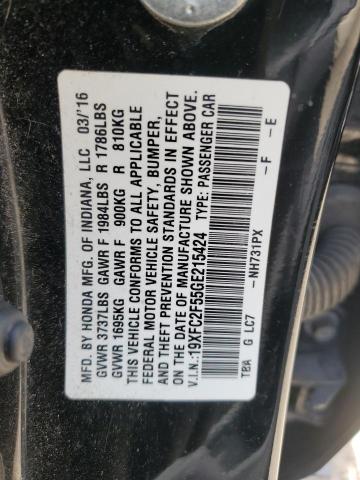 MFD. BY HONDA MFG. OF INDIANA, LLC 03/'16
GVWR 3737LBS GAWR F 1984LBS R 1786LBS
GVWR 1695KG GAWR F 900KG R 810KG
THIS VEHICLE CONFORMS TO ALL APPLICABLE
FEDERAL MOTOR VEHICLE SAFETY, BUMPER,
AND THEFT PREVENTION STANDARDS IN EFFECT
ON THE DATE OF MANUFACTURE SHOWN ABOVE.
V.I.N.:19XFC2F55GE215424 TYPE: PASSENGER CAR
-NH731PX -F -E
TBA G LC7